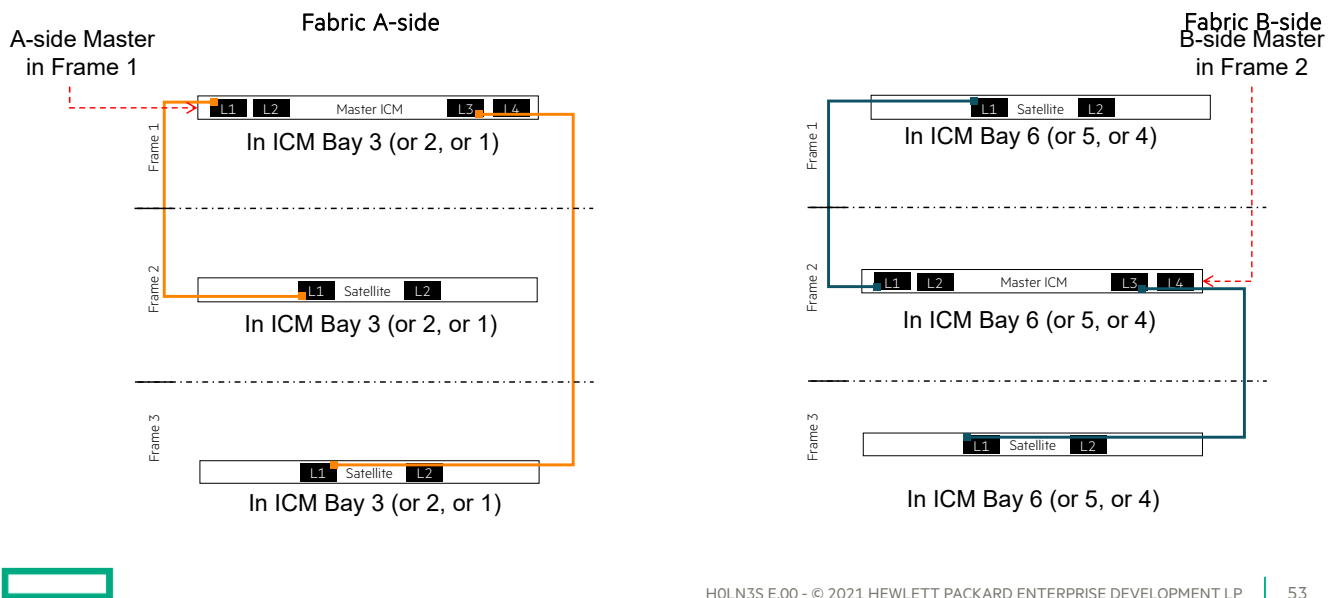 Fabric A-side
A-side Master
in Frame 1
Frame 1
L1 L2 Master ICM L3 L4
In ICM Bay 3 (or 2, or 1)
Frame 2
L1 Satellite L2
In ICM Bay 3 (or 2, or 1)
Frame 3
L1 Satellite L2
In ICM Bay 3 (or 2, or 1)
Fabric B-side
B-side Master
in Frame 2
Frame 1
L1 Satellite L2
In ICM Bay 6 (or 5, or 4)
Frame 2
L1 L2 Master ICM L3 L4
In ICM Bay 6 (or 5, or 4)
Frame 3
L1 Satellite L2
In ICM Bay 6 (or 5, or 4)
H0LN3S E.00 - © 2021 HEWLETT PACKARD ENTERPRISE DEVELOPMENT LP 53